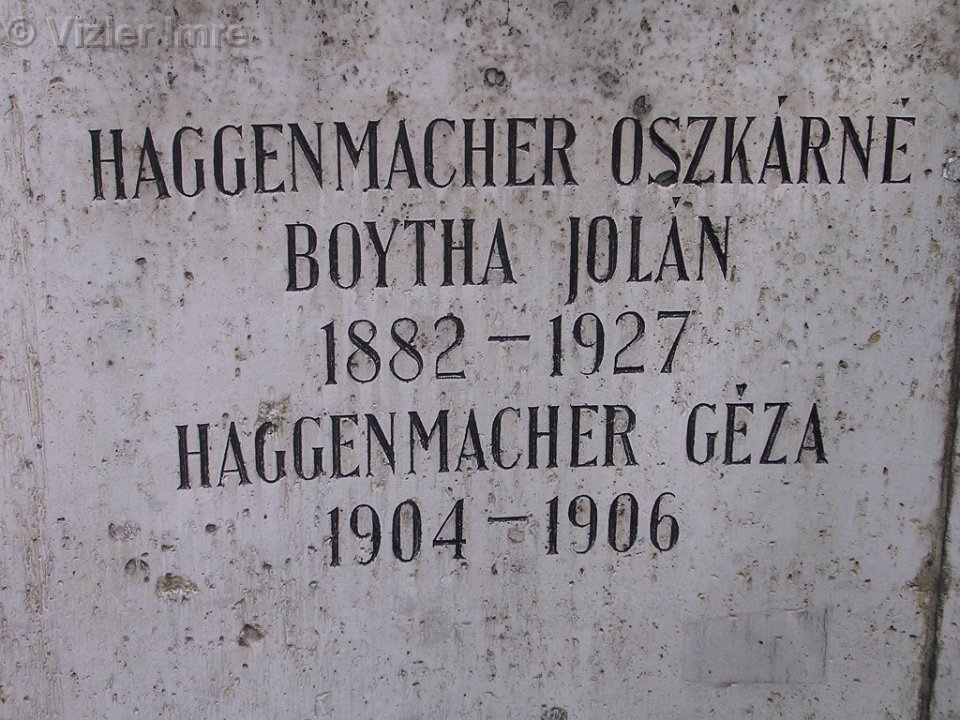 © Vizler Imre
HAGGENMACHER OSZKÁRNÉ
BOYTHA JOLÁN
1882 – 1927
HAGGENMACHER GÉZA
1904 – 1906